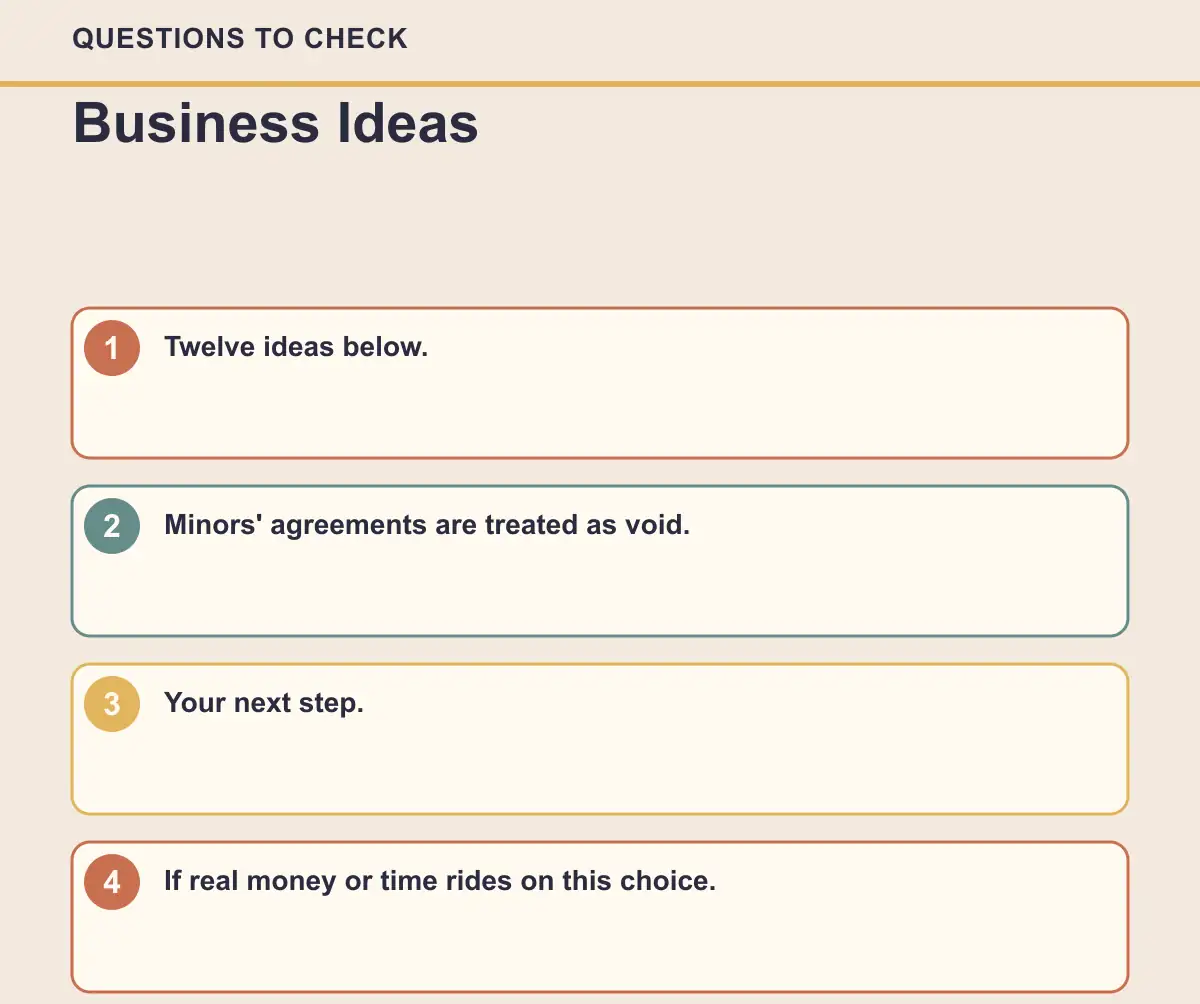 QUESTIONS TO CHECK
Business Ideas
1 Twelve ideas below.
2 Minors' agreements are treated as void.
3 Your next step.
4 If real money or time rides on this choice.